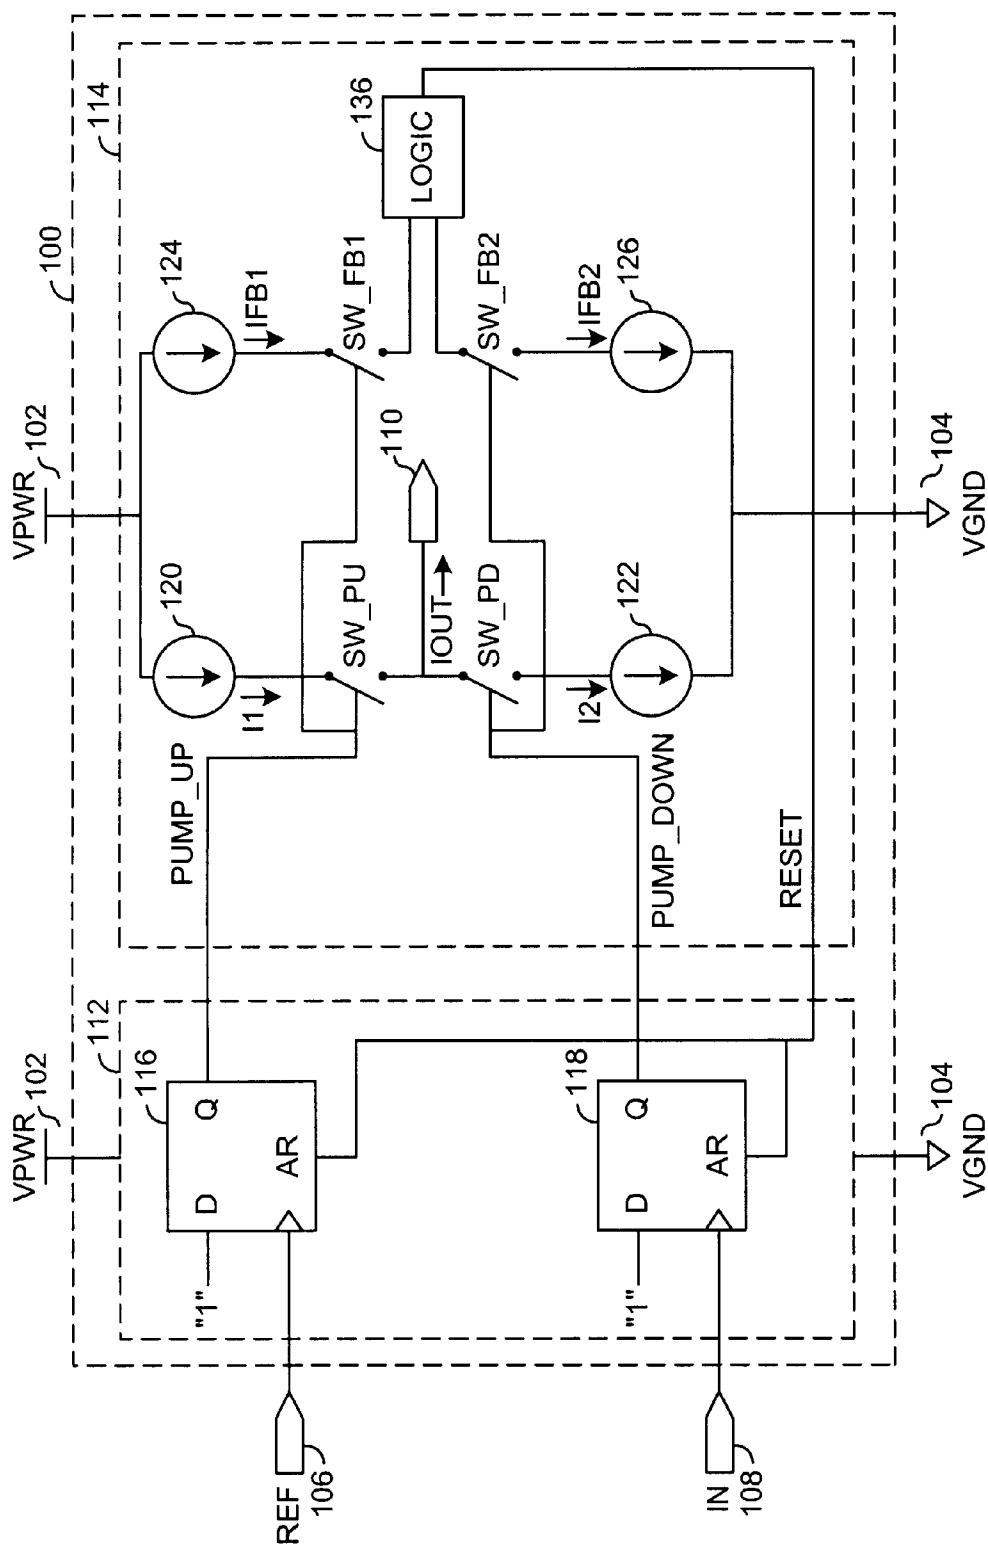 100
114
VPWR
102
VPWR
102
112
124
120
IFB1
I1
PUMP_UP
116
D
Q
AR
"1"
REF
106
SW_FB1
SW_PU
136
LOGIC
110
IOUT
SW_FB2
SW_PD
IFB2
I2
126
122
PUMP_DOWN
118
D
Q
AR
"1"
IN
108
RESET
104
VGND
104
VGND